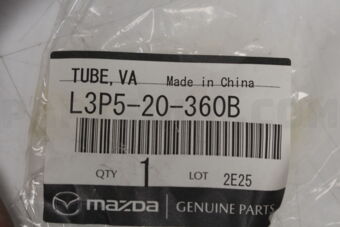 TUBE, VA Made in China
L3P5-20-360B
QTY 1 LOT 2E25
mazda GENUINE PARTS